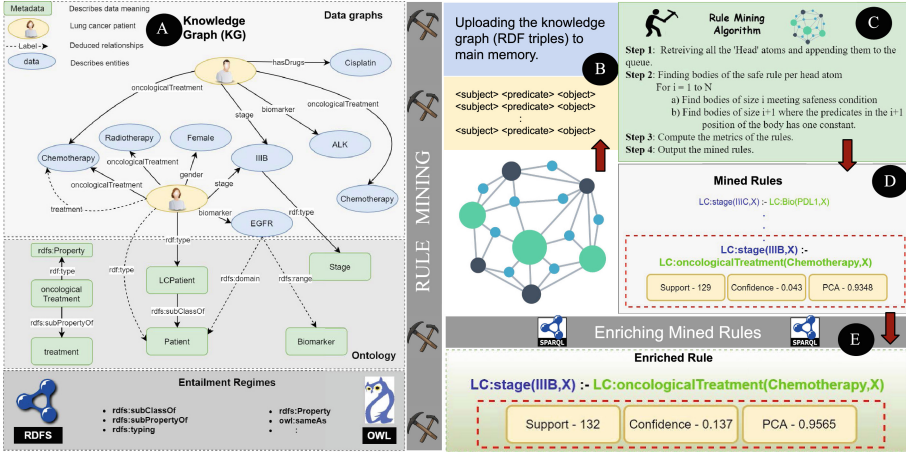 Metadata
Describes data meaning
Lung cancer patient
Label
Deduced relationships
data
Describes entities
A
Knowledge
Graph (KG)
Data graphs
hasDrugs
Cisplatin
oncologicalTreatment
biomarker
oncologicalTreatment
stage
Radiotherapy
Female
ALK
Chemotherapy
IIIB
oncologicalTreatment
gender
stage
oncologicalTreatment
Chemotherapy
treatment
biomarker
EGFR
rdf:type
rdf:type
rdfs:Property
rdf:type
Stage
rdf:type
LCPatient
rdfs:domain
rdfs:range
oncological
Treatment
rdfs:subPropertyOf
rdfs:subClassOf
treatment
Patient
Biomarker
Ontology
Entailment Regimes
rdfs:subClassOf
rdfs:subPropertyOf
rdfs:typing
rdfs:Property
owl:sameAs
:
RDFS
OWL
RULE MINING
Uploading the knowledge
graph (RDF triples) to
main memory.
B
<subject> <predicate> <object>
<subject> <predicate> <object>
:
<subject> <predicate> <object>
Rule Mining
Algorithm
C
Step 1: Retreiving all the 'Head' atoms and appending them to the
queue.
Step 2: Finding bodies of the safe rule per head atom
For i = 1 to N
a) Find bodies of size i meeting safeness condition
b) Find bodies of size i+1 where the predicates in the i+1
position of the body has one constant.
Step 3: Compute the metrics of the rules.
Step 4: Output the mined rules.
Mined Rules
D
LC:stage(IIIC,X) :- LC:Bio(PDL1,X)
.
.
.
LC:stage(IIIB,X) :-
LC:oncologicalTreatment(Chemotherapy,X)
Support - 129
Confidence - 0.043
PCA - 0.9348
SPARQL
Enriching Mined Rules
SPARQL
E
Enriched Rule
LC:stage(IIIB,X) :- LC:oncologicalTreatment(Chemotherapy,X)
Support - 132
Confidence - 0.137
PCA - 0.9565